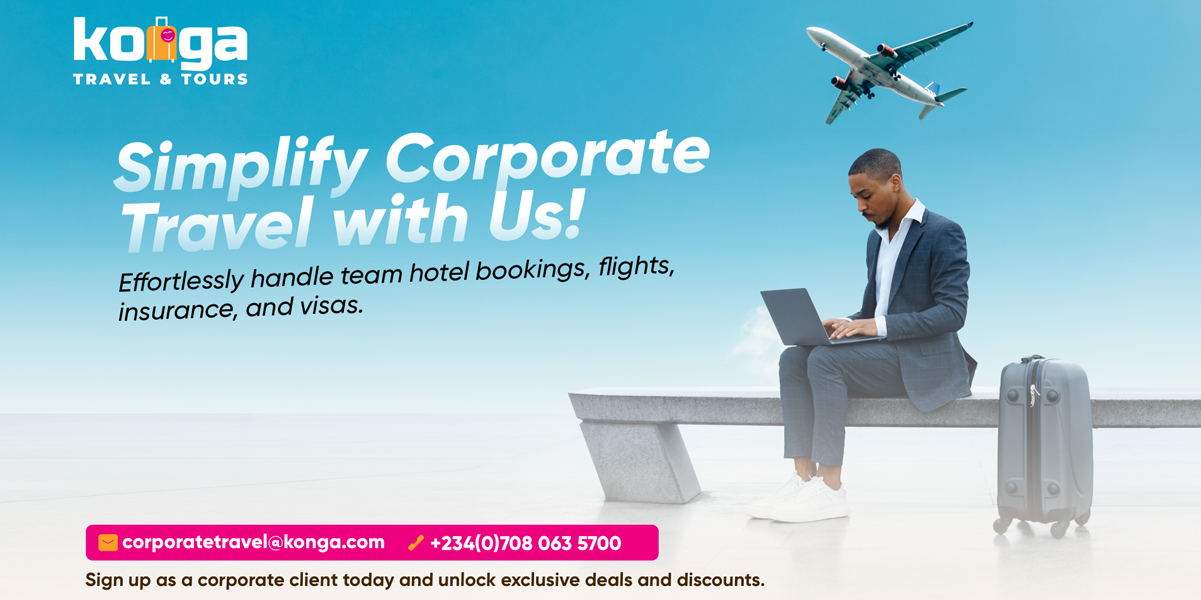 konga
TRAVEL & TOURS
Simplify Corporate
Travel with Us!
Effortlessly handle team hotel bookings, flights,
insurance, and visas.
corporatetravel@konga.com +234(0)708 063 5700
Sign up as a corporate client today and unlock exclusive deals and discounts.